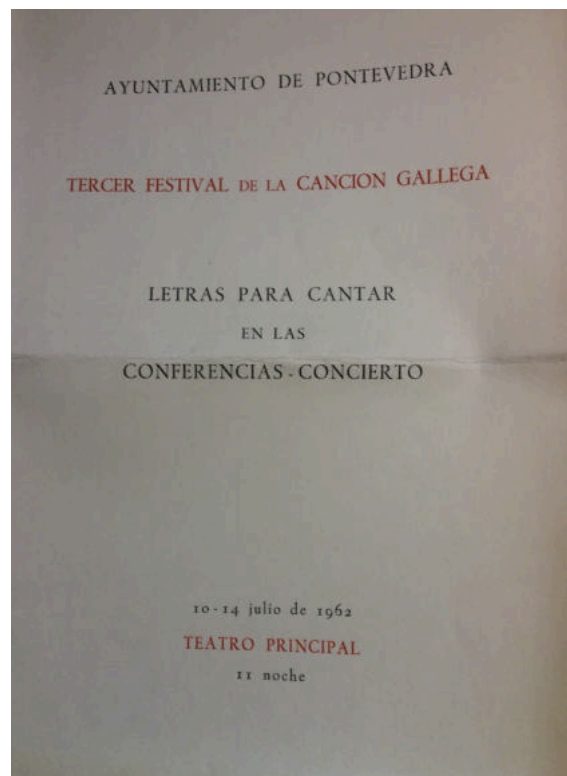 AYUNTAMIENTO DE PONTEVEDRA
TERCER FESTIVAL DE LA CANCION GALLEGA
LETRAS PARA CANTAR
EN LAS
CONFERENCIAS-CONCIERTO
10-14 julio de 1962
TEATRO PRINCIPAL
11 noche